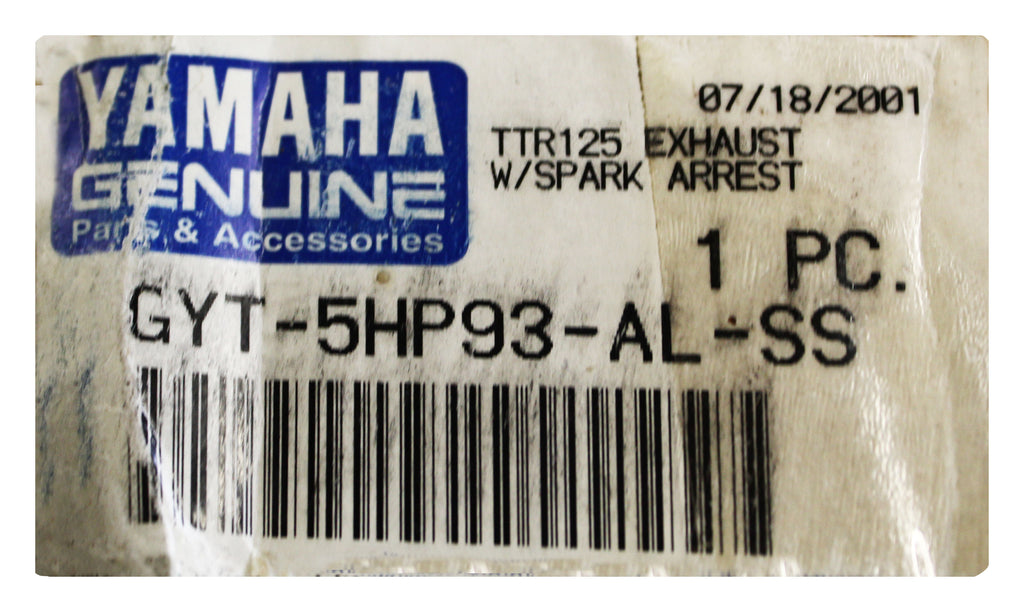 YAMAHA
GENUINE
Parts & Accessories
07/18/2001
TTR125 EXHAUST
W/SPARK ARREST
1 PC.
GYT-5HP93-AL-SS